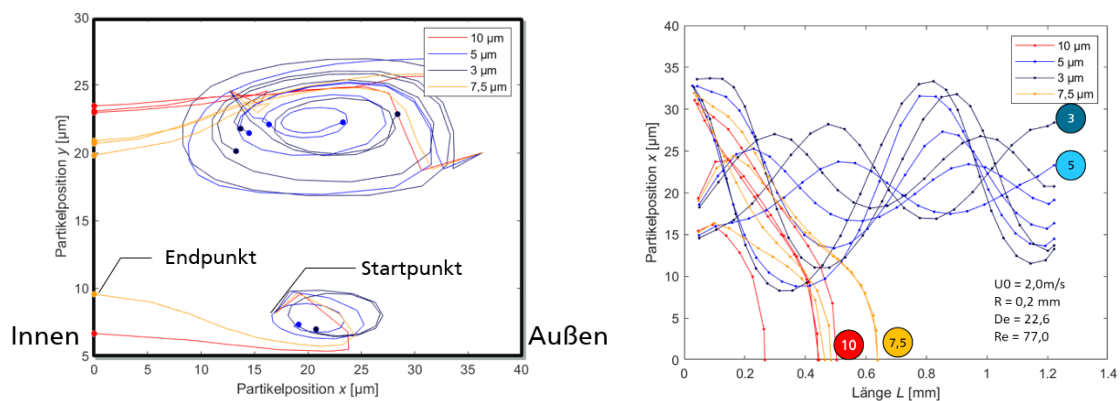 30
25
20
15
10
5
Partikelposition y [µm]
10 µm
5 µm
3 µm
7,5 µm
Endpunkt
Startpunkt
Innen
Außen
0 5 10 15 20 25 30 35 40
Partikelposition x [µm]
40
35
30
25
20
15
10
5
0
Partikelposition x [µm]
10 µm
5 µm
3 µm
7,5 µm
3
5
U0 = 2,0m/s
R = 0,2 mm
De = 22,6
Re = 77,0
10
7,5
0 0.2 0.4 0.6 0.8 1 1.2 1.4
Länge L [mm]